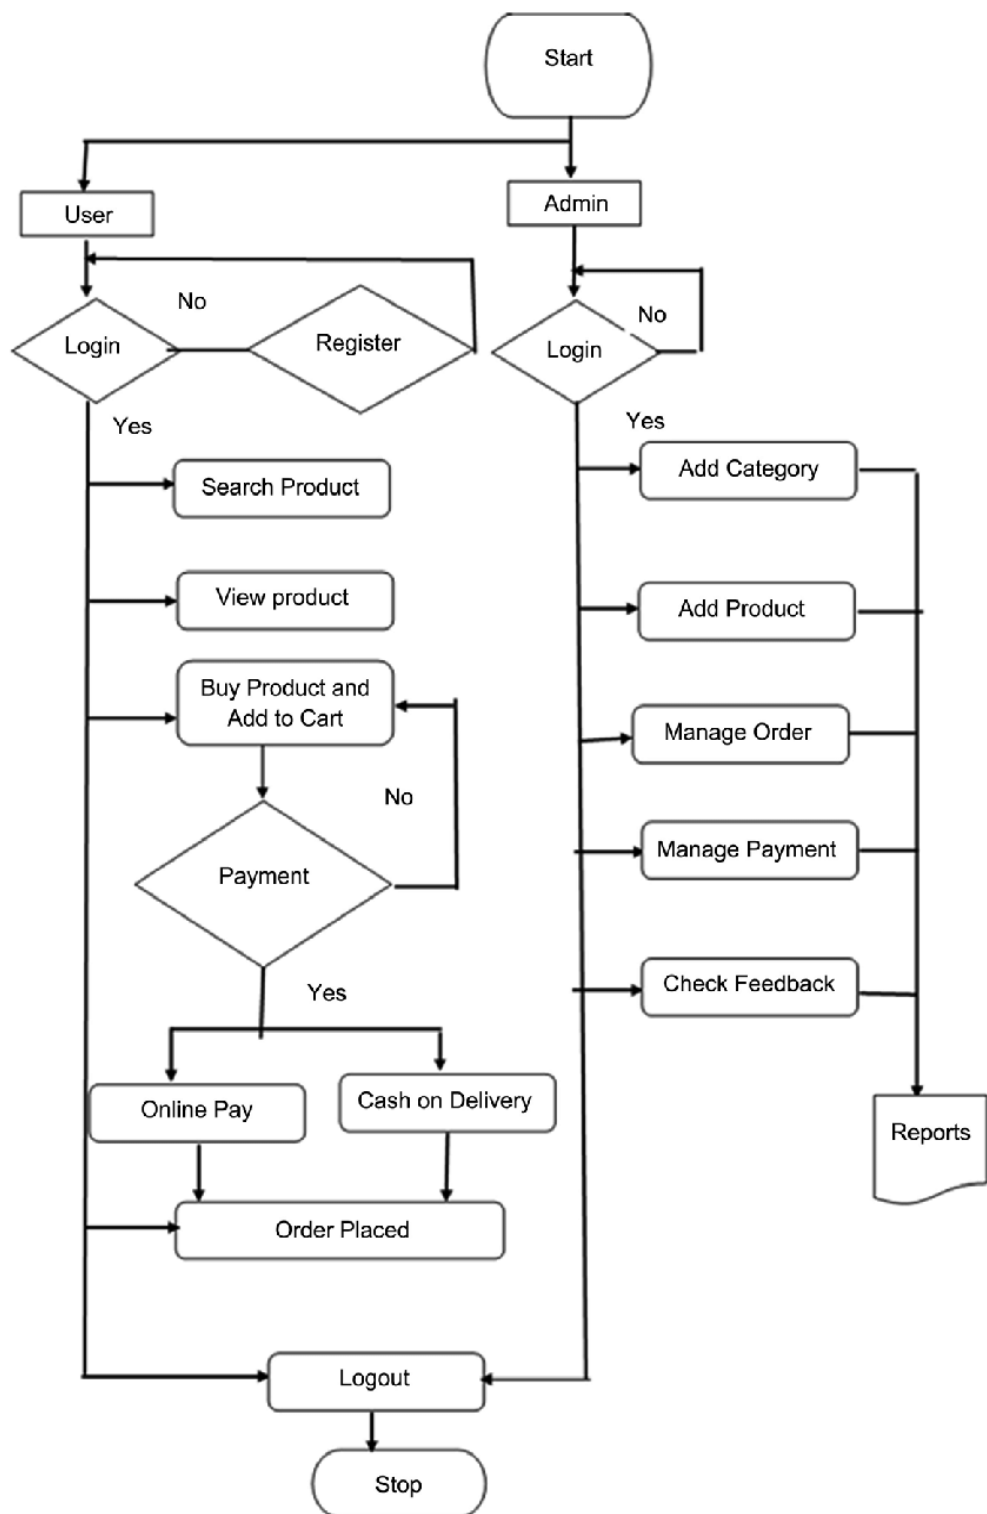 Start
User
Admin
No
No
Login
Register
Login
Yes
Yes
Search Product
Add Category
View product
Add Product
Buy Product and
Add to Cart
Manage Order
No
Payment
Manage Payment
Yes
Check Feedback
Online Pay
Cash on Delivery
Reports
Order Placed
Logout
Stop